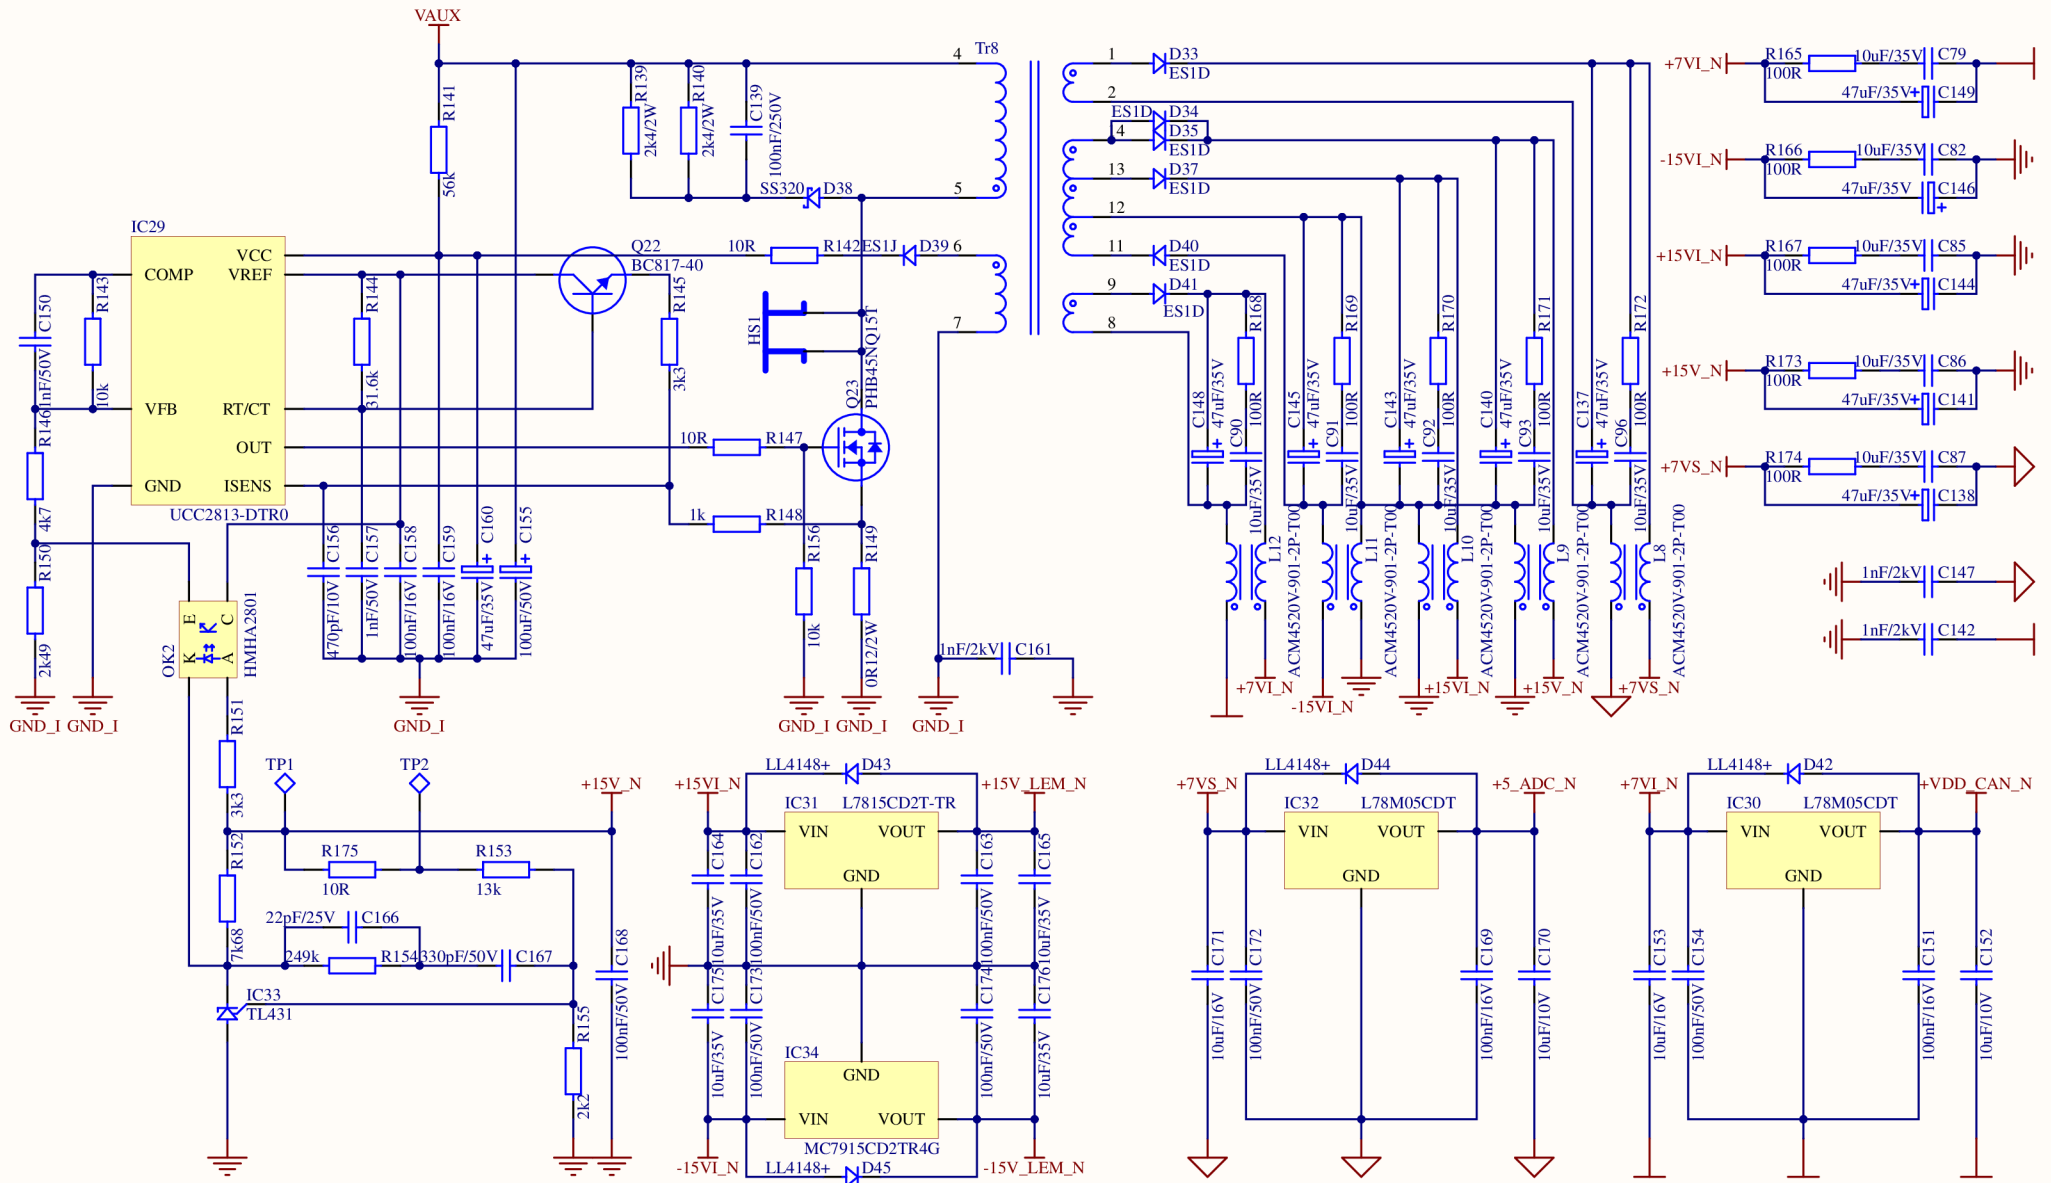 VAUX
R141
56k
R139
2k4/2W
R140
2k4/2W
C139
100nF/250V
SS320
D38
4
5
6
7
Tr8
10R
R142
ES1J
D39
IC29
VCC
COMP
VREF
VFB
RT/CT
OUT
GND
ISENS
UCC2813-DTR0
C150
1nF/50V
R143
10k
R146
4k7
R150
2k49
R144
31.6k
Q22
BC817-40
R145
3k3
HS1
Q23
PHB45NQ15T
10R
R147
1k
R148
R156
10k
R149
0R12/2W
C156
470pF/10V
C157
1nF/50V
C158
100nF/16V
C159
100nF/16V
C160
47uF/35V
C155
100uF/50V
OK2
E
C
K
A
HMHA2801
GND_I
GND_I
GND_I
GND_I
GND_I
GND_I
1nF/2kV
C161
1
2
4
13
12
11
9
8
D33
ES1D
ES1D
D34
D35
ES1D
D37
ES1D
D40
ES1D
D41
ES1D
C148
47uF/35V
C90
10uF/35V
R168
100R
C145
47uF/35V
C91
10uF/35V
R169
100R
C143
47uF/35V
C92
10uF/35V
R170
100R
C140
47uF/35V
C93
10uF/35V
R171
100R
C137
47uF/35V
C96
10uF/35V
R172
100R
L12
ACM4520V-901-2P-T00
L11
ACM4520V-901-2P-T00
L10
ACM4520V-901-2P-T00
L9
ACM4520V-901-2P-T00
L8
ACM4520V-901-2P-T00
+7VI_N
-15VI_N
+15VI_N
+15V_N
+7VS_N
+7VI_N
R165
100R
10uF/35V
C79
47uF/35V
C149
-15VI_N
R166
100R
10uF/35V
C82
47uF/35V
C146
+15VI_N
R167
100R
10uF/35V
C85
47uF/35V
C144
+15V_N
R173
100R
10uF/35V
C86
47uF/35V
C141
+7VS_N
R174
100R
10uF/35V
C87
47uF/35V
C138
1nF/2kV
C147
1nF/2kV
C142
R151
3k3
TP1
TP2
+15V_N
R152
7k68
R175
10R
R153
13k
22pF/25V
C166
249k
R154
330pF/50V
C167
IC33
TL431
R155
2k2
C168
100nF/50V
LL4148+
D43
+15VI_N
+15V_LEM_N
IC31
L7815CD2T-TR
VIN
VOUT
GND
C164
10uF/35V
C162
100nF/50V
C163
100nF/50V
C165
10uF/35V
C175
10uF/35V
C173
100nF/50V
C174
100nF/50V
C176
10uF/35V
IC34
GND
VIN
VOUT
MC7915CD2TR4G
-15VI_N
LL4148+
D45
-15V_LEM_N
LL4148+
D44
+7VS_N
+5_ADC_N
IC32
L78M05CDT
VIN
VOUT
GND
C171
10uF/16V
C172
100nF/50V
C169
100nF/16V
C170
10uF/10V
LL4148+
D42
+7VI_N
+VDD_CAN_N
IC30
L78M05CDT
VIN
VOUT
GND
C153
10uF/16V
C154
100nF/50V
C151
100nF/16V
C152
10uF/10V